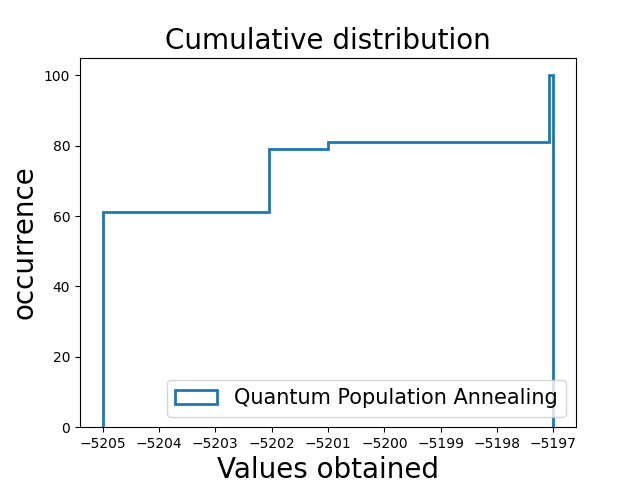 Cumulative distribution
occurrence
100
80
60
40
20
0
−5205 −5204 −5203 −5202 −5201 −5200 −5199 −5198 −5197
Values obtained
Quantum Population Annealing